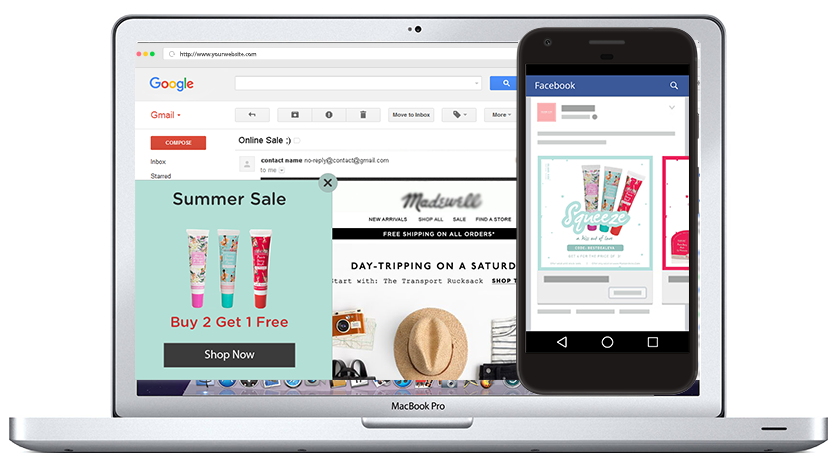 http://www.yourwebsite.com
Google
Gmail
Move to Inbox
More
COMPOSE
Online Sale ;)
Inbox
contact name no-reply@contact@gmail.com
to me
Starred
Summer Sale
Buy 2 Get 1 Free
Shop Now
Madewell
NEW ARRIVALS SHOP ALL SALE FIND A STORE
FREE SHIPPING ON ALL ORDERS*
DAY-TRIPPING ON A SATURD
Start with: The Transport Rucksack SHOP T
Facebook
Squeeze
a kiss out of love
MacBook Pro